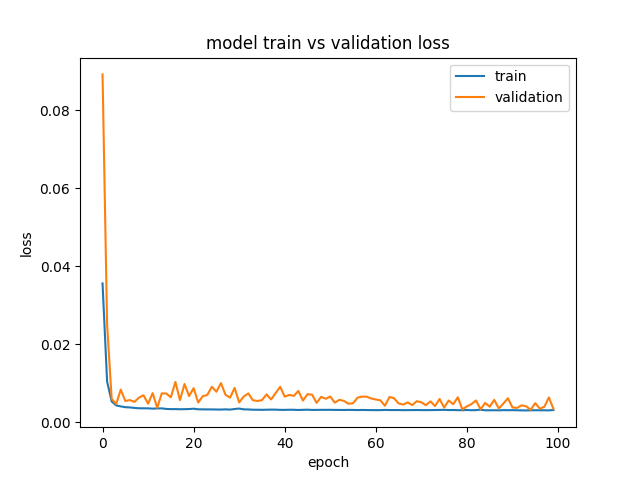 model train vs validation loss
train
validation
0.08
0.06
0.04
0.02
0.00
loss
0
20
40
60
80
100
epoch